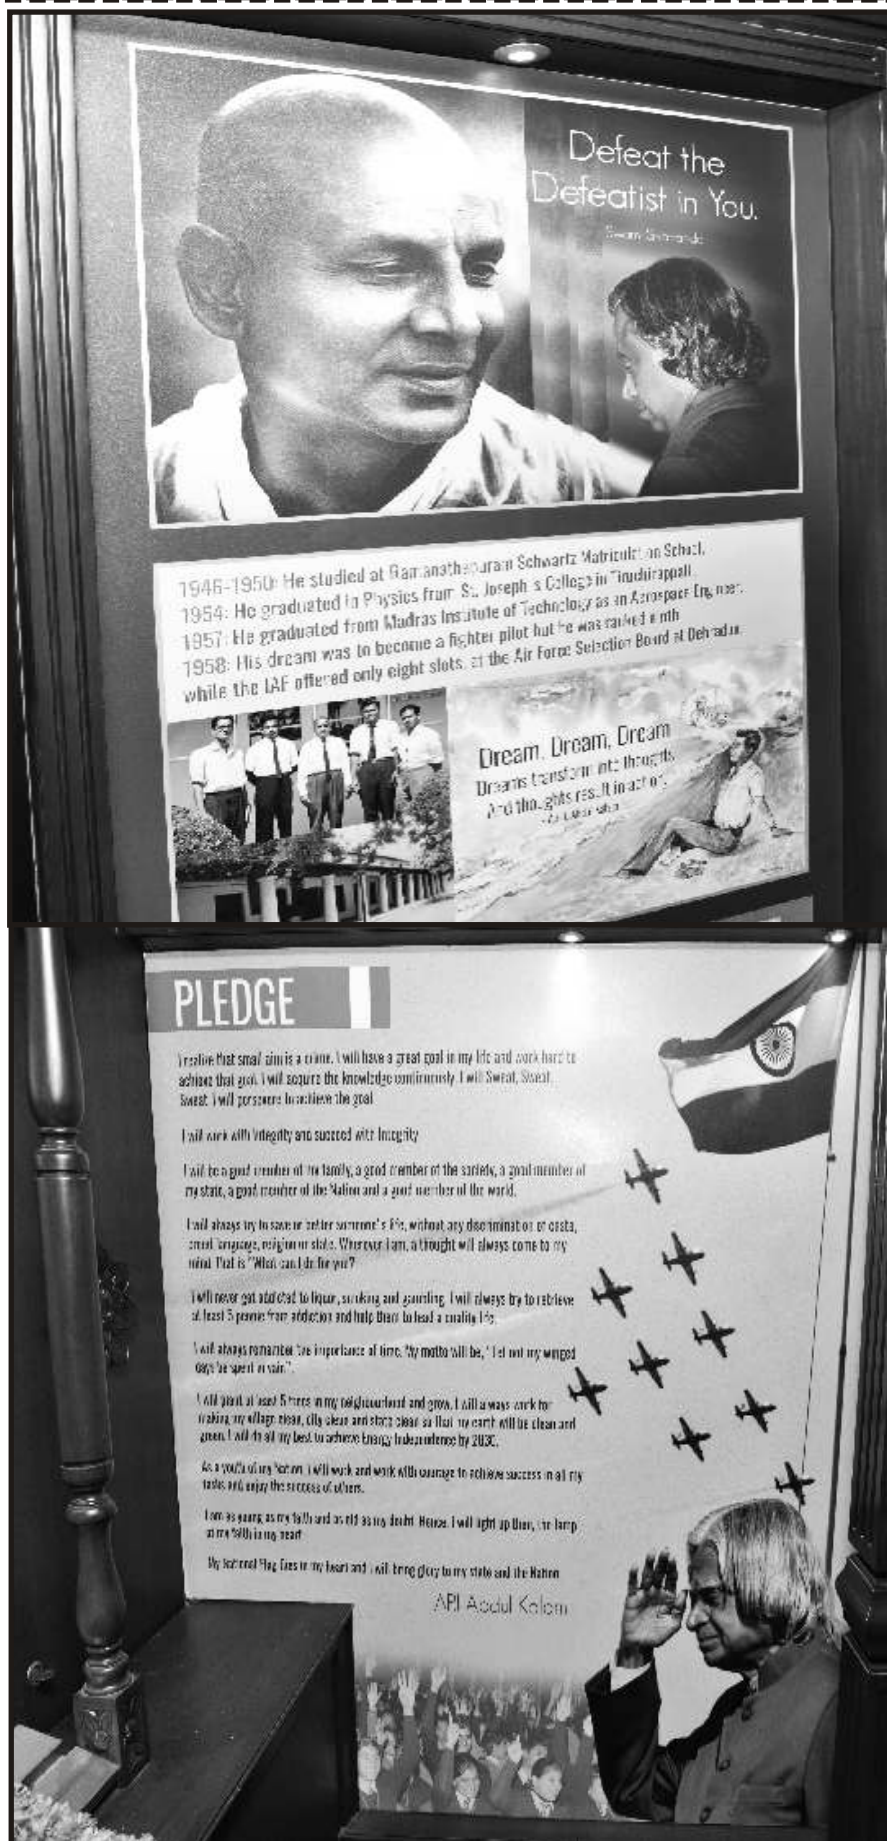 Defeat the
Defeatist in You.
Swami Sivananda
1946-1950: He studied at Ramanathapuram Schwartz Matriculation School.
1954: He graduated in Physics from St. Joseph's College in Tiruchirappalli.
1957: He graduated from Madras Institute of Technology as an Aerospace Engineer.
1958: His dream was to become a fighter pilot but he was ranked ninth
while the IAF offered only eight slots, at the Air Force Selection Board at Dehradun.
Dream, Dream, Dream
Dreams transform into thoughts
And thoughts result in action.
PLEDGE
I realize that small aim is a crime. I will have a great goal in my life and work hard to
achieve that goal. I will acquire the knowledge continuously. I will Sweat, Sweat,
Sweat. I will persevere to achieve the goal.
I will work with Integrity and succeed with Integrity
I will be a good member of my family, a good member of the society, a good member of
my state, a good member of the Nation and a good member of the world.
I will always try to save or better someone's life, without any discrimination of caste,
creed language, religion or state. Wherever I am, a thought will always come to my
mind. That is "What can I do for you?
I will never get addicted to liquor, smoking and gambling. I will always try to retrieve
at least 5 people from addiction and help them to lead a quality life.
I will always remember the importance of time. My motto will be, "Let not my winged
days be spent in vain".
I will plant at least 5 trees in my neighbourhood and grow. I will always work for
making my village clean, city clean and state clean so that my earth will be clean and
green. I will do all my best to achieve Energy Independence by 2030.
As a youth of my Nation, I will work and work with courage to achieve success in all my
tasks and enjoy the success of others.
I am as young as my faith and as old as my doubt. Hence, I will light up then, the lamp
of my faith in my heart
My National Flag flies in my heart and I will bring glory to my state and the Nation
APJ Abdul Kalam